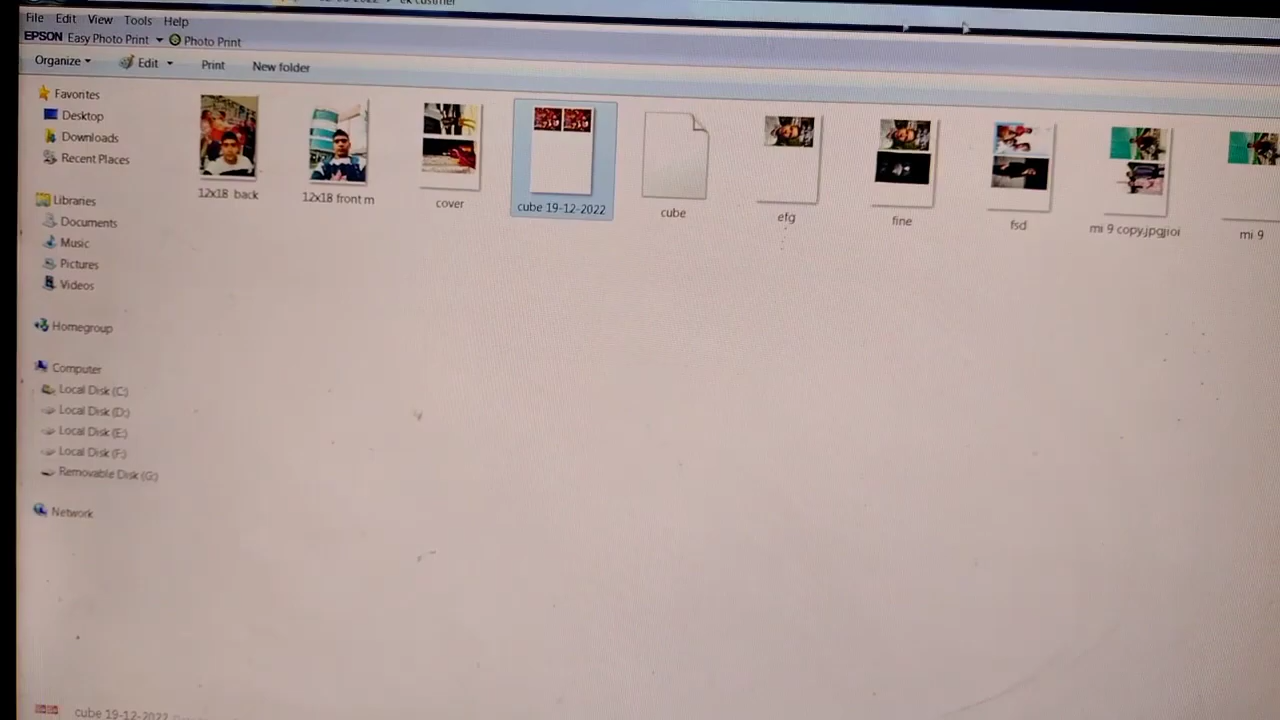 File Edit View Tools Help
EPSON Easy Photo Print Photo Print
Organize Edit Print New folder
Favorites
Desktop
Downloads
Recent Places
Libraries
Documents
Music
Pictures
Videos
Homegroup
Computer
Local Disk (C:)
Local Disk (D:)
Local Disk (E:)
Local Disk (F:)
Removable Disk (G:)
Network
12x18 back
12x18 front m
cover
cube 19-12-2022
cube
efg
fine
fsd
mi 9 copy.jpgjioi
mi 9
cube 19-12-2022